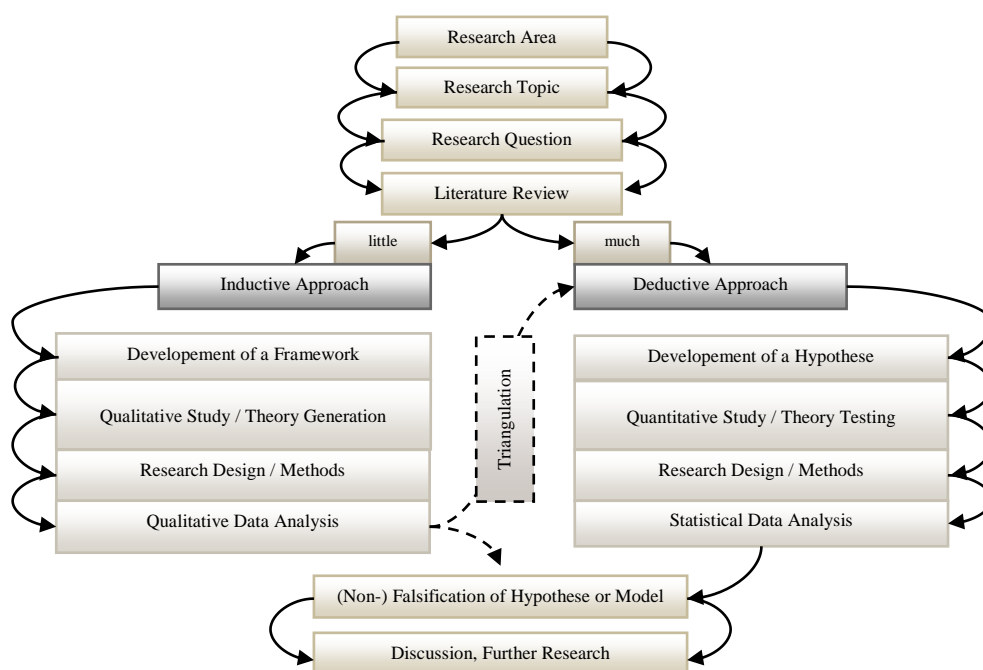 Research Area
Research Topic
Research Question
Literature Review
little
much
Inductive Approach
Deductive Approach
Developement of a Framework
Qualitative Study / Theory Generation
Research Design / Methods
Qualitative Data Analysis
Triangulation
Developement of a Hypothese
Quantitative Study / Theory Testing
Research Design / Methods
Statistical Data Analysis
(Non-) Falsification of Hypothese or Model
Discussion, Further Research